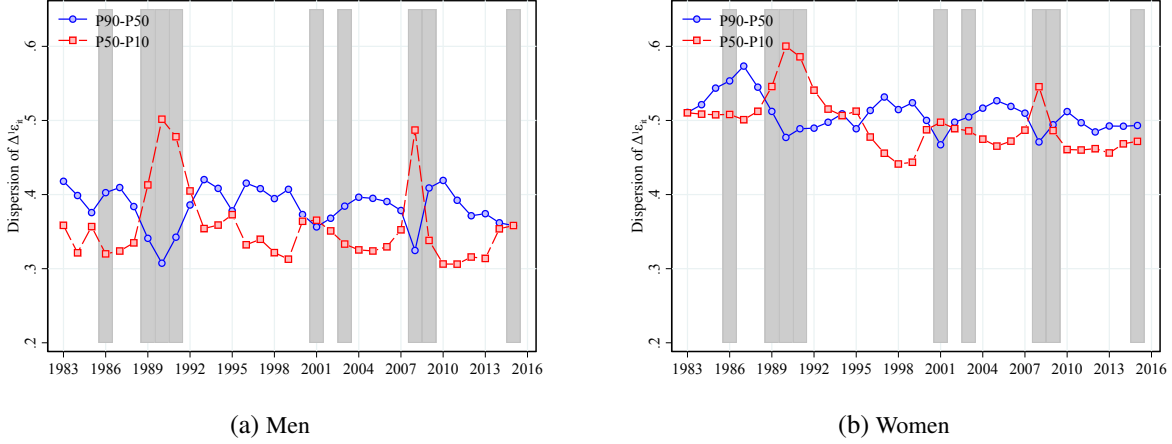 P90-P50
P50-P10
Dispersion of Δ¹ε_it
.6
.5
.4
.3
.2
1983 1986 1989 1992 1995 1998 2001 2004 2007 2010 2013 2016
(a) Men
P90-P50
P50-P10
Dispersion of Δ¹ε_it
.6
.5
.4
.3
.2
1983 1986 1989 1992 1995 1998 2001 2004 2007 2010 2013 2016
(b) Women